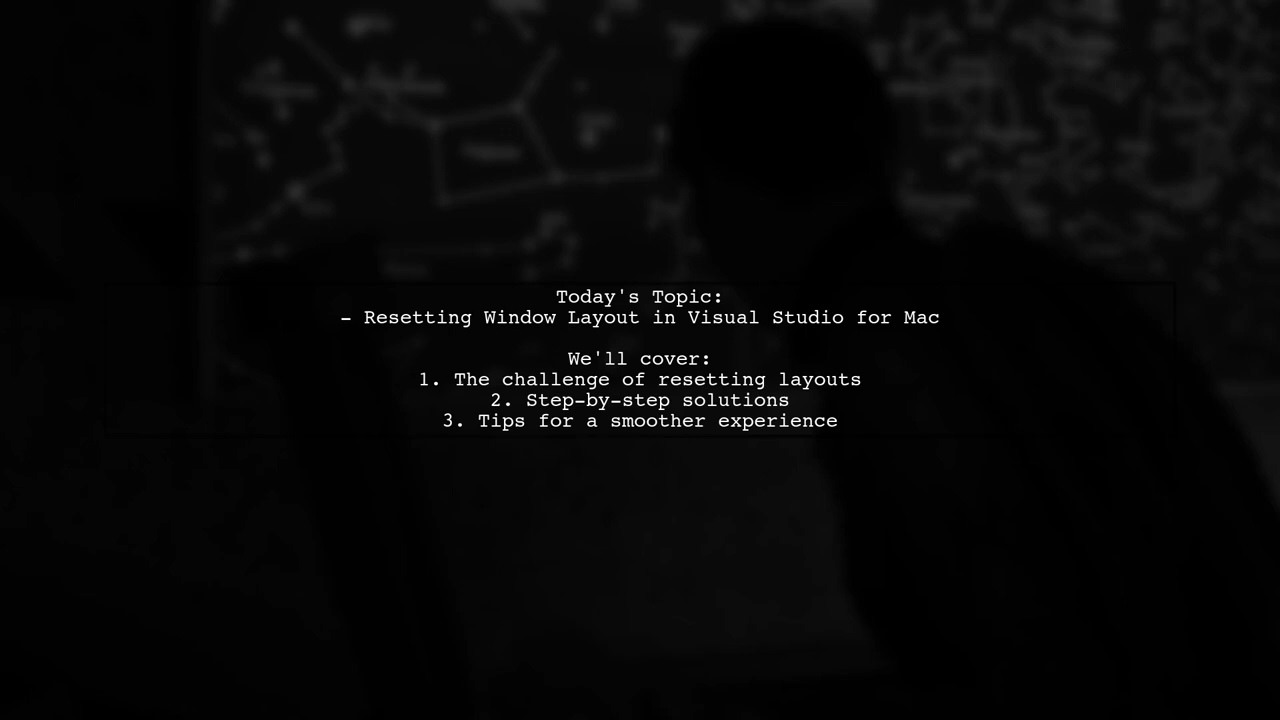 Today's Topic:
- Resetting Window Layout in Visual Studio for Mac
We'll cover:
1. The challenge of resetting layouts
2. Step-by-step solutions
3. Tips for a smoother experience